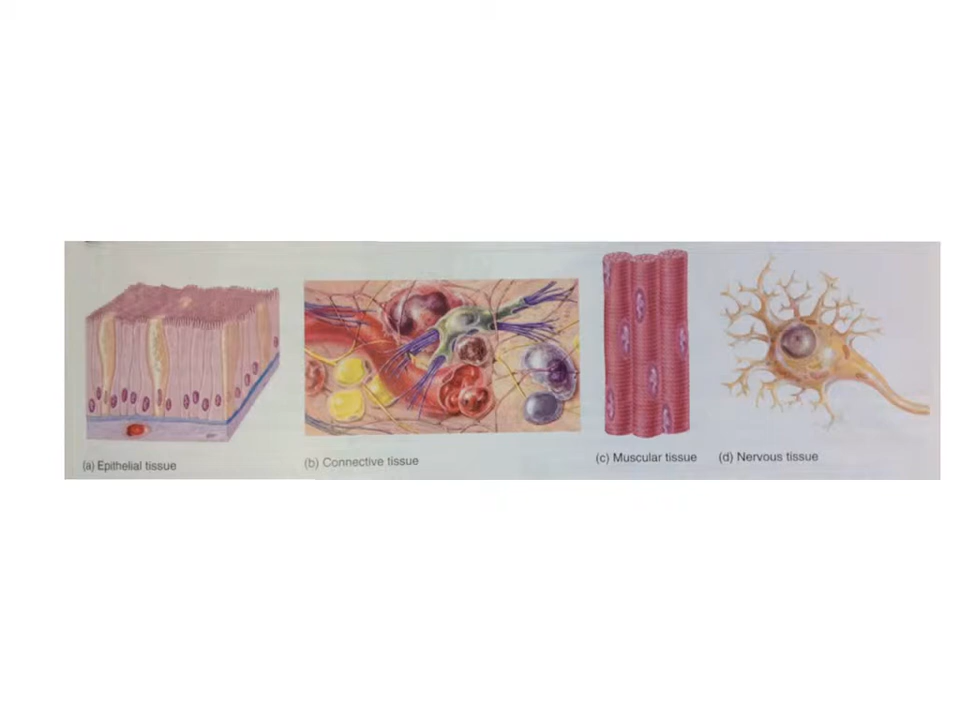 (a) Epithelial tissue
(b) Connective tissue
(c) Muscular tissue
(d) Nervous tissue